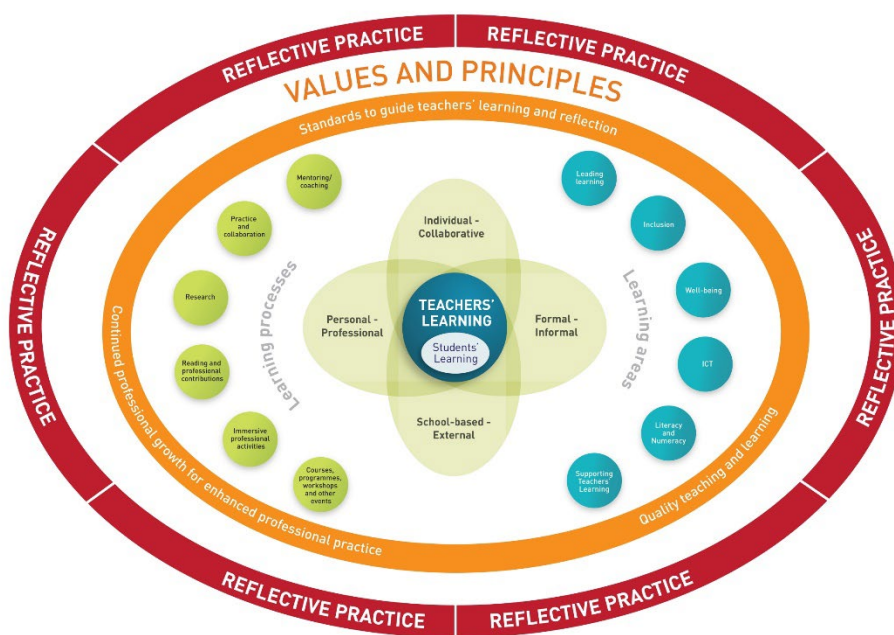 REFLECTIVE PRACTICE
REFLECTIVE PRACTICE
VALUES AND PRINCIPLES
Standards to guide teachers' learning and reflection
Mentoring/
coaching
Practice
and
collaboration
Research
Reading and
professional
contributions
Immersive
professional
activities
Courses,
programmes,
workshops
and other
events
Learning processes
Individual -
Collaborative
Personal -
Professional
TEACHERS'
LEARNING
Students'
Learning
Formal -
Informal
School-based -
External
Learning areas
Leading
learning
Inclusion
Well-being
ICT
Literacy
and
Numeracy
Supporting
Teachers'
Learning
Continued professional growth for enhanced professional practice
Quality teaching and learning
REFLECTIVE PRACTICE
REFLECTIVE PRACTICE
REFLECTIVE PRACTICE
REFLECTIVE PRACTICE